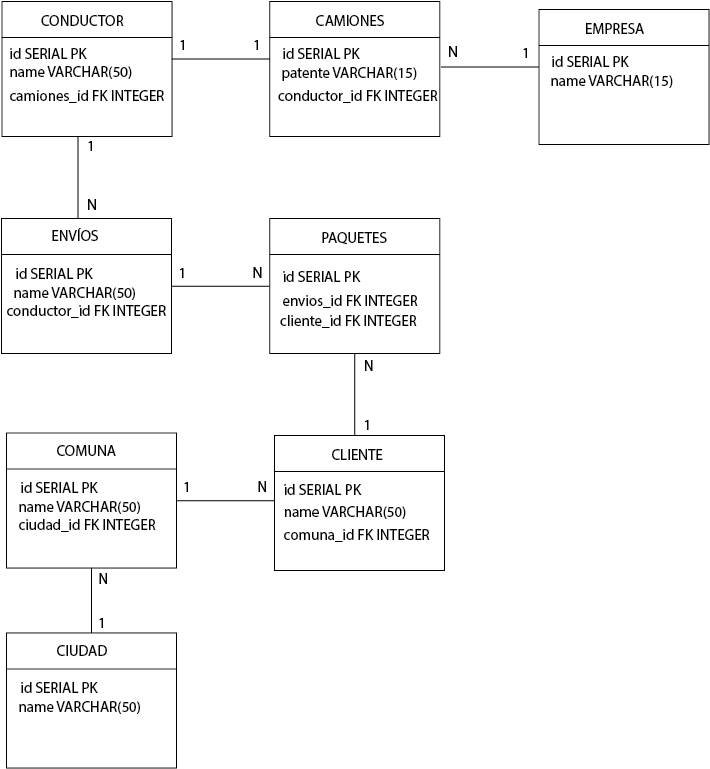 CONDUCTOR
id SERIAL PK
name VARCHAR(50)
camiones_id FK INTEGER
1
1
CAMIONES
id SERIAL PK
patente VARCHAR(15)
conductor_id FK INTEGER
N
1
EMPRESA
id SERIAL PK
name VARCHAR(15)
1
N
ENVÍOS
id SERIAL PK
name VARCHAR(50)
conductor_id FK INTEGER
1
N
PAQUETES
id SERIAL PK
envios_id FK INTEGER
cliente_id FK INTEGER
N
1
COMUNA
id SERIAL PK
name VARCHAR(50)
ciudad_id FK INTEGER
1
N
CLIENTE
id SERIAL PK
name VARCHAR(50)
comuna_id FK INTEGER
N
1
CIUDAD
id SERIAL PK
name VARCHAR(50)